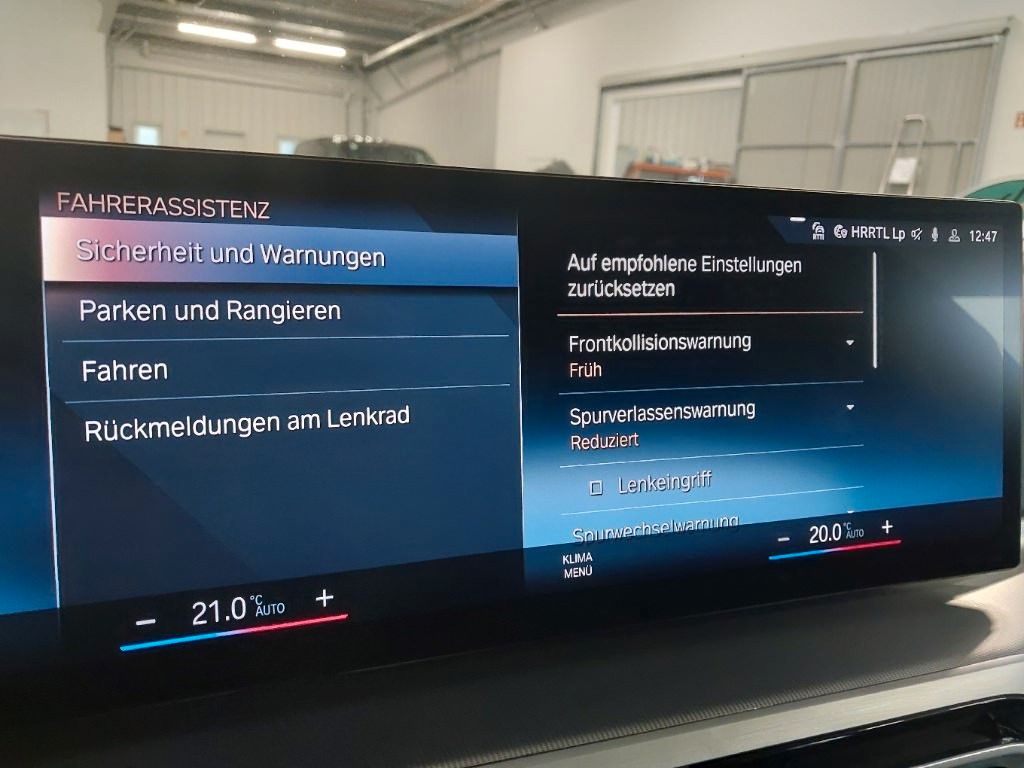 FAHRERASSISTENZ
Sicherheit und Warnungen
Parken und Rangieren
Fahren
Rückmeldungen am Lenkrad
HRRTL Lp 12:47
Auf empfohlene Einstellungen
zurücksetzen
Frontkollisionswarnung
Früh
Spurverlassenswarnung
Reduziert
Lenkeingriff
Spurwechselwarnung
KLIMA
MENÜ
− 21.0 °C AUTO +
− 20.0 °C AUTO +